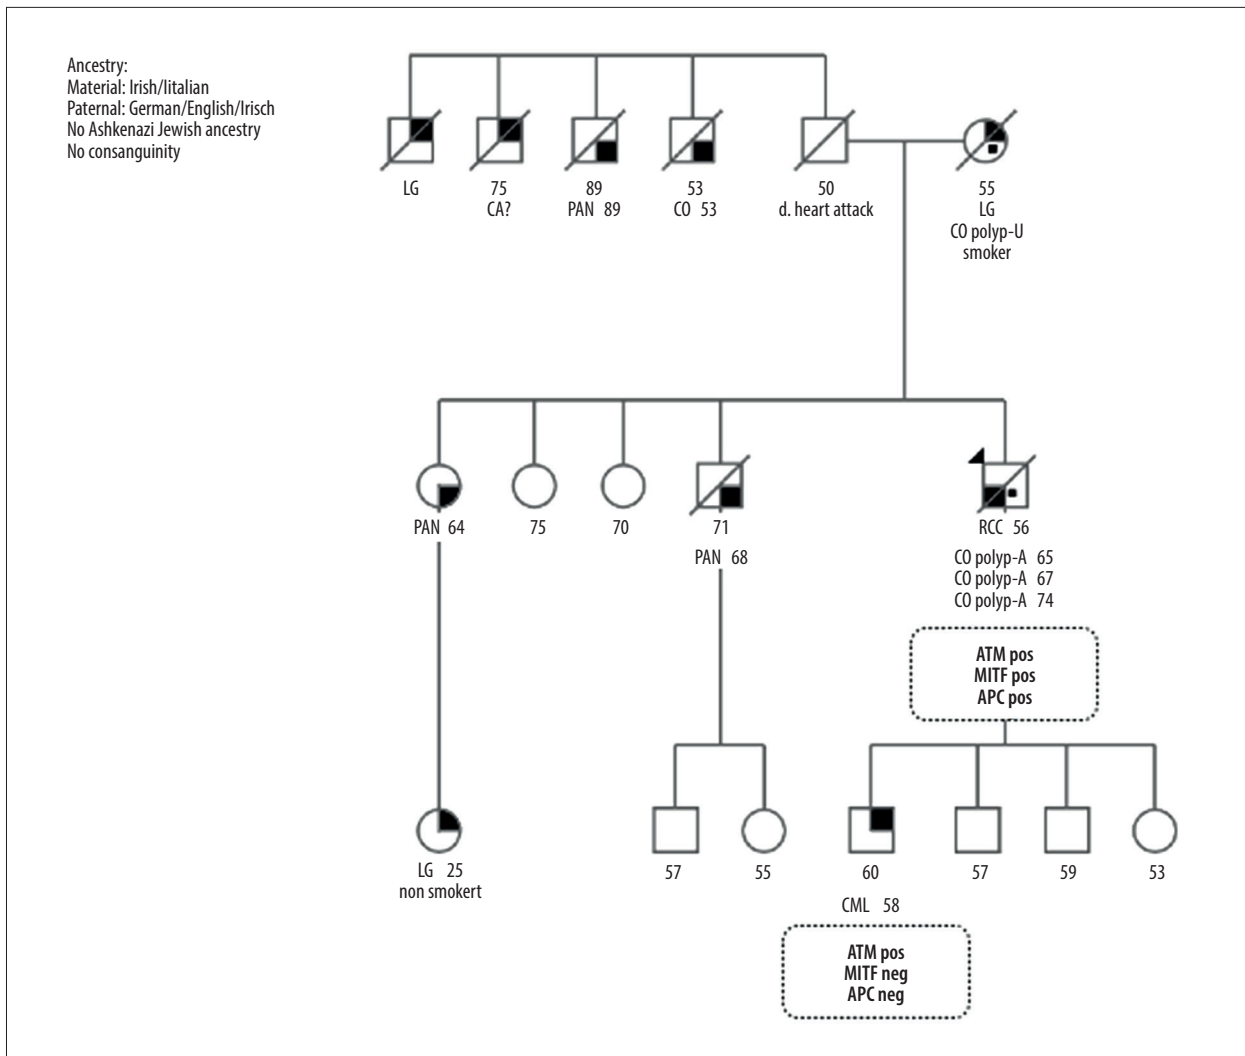 Ancestry:
Material: Irish/Iitalian
Paternal: German/English/Irisch
No Ashkenazi Jewish ancestry
No consanguinity
LG
75
CA?
89
PAN 89
53
CO 53
50
d. heart attack
55
LG
CO polyp-U
smoker
PAN 64
75
70
71
PAN 68
RCC 56
CO polyp-A 65
CO polyp-A 67
CO polyp-A 74
ATM pos
MITF pos
APC pos
LG 25
non smokert
57
55
60
CML 58
57
59
53
ATM pos
MITF neg
APC neg